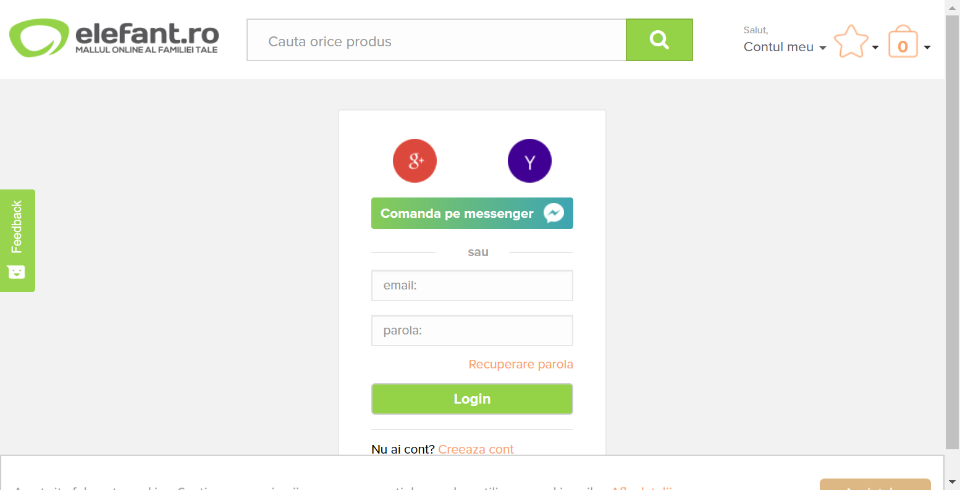 elefant.ro
MALLUL ONLINE AL FAMILIEI TALE
Cauta orice produs
Salut,
Contul meu
0
Feedback
8+
Y
Comanda pe messenger
sau
email:
parola:
Recuperare parola
Login
Nu ai cont? Creeaza cont